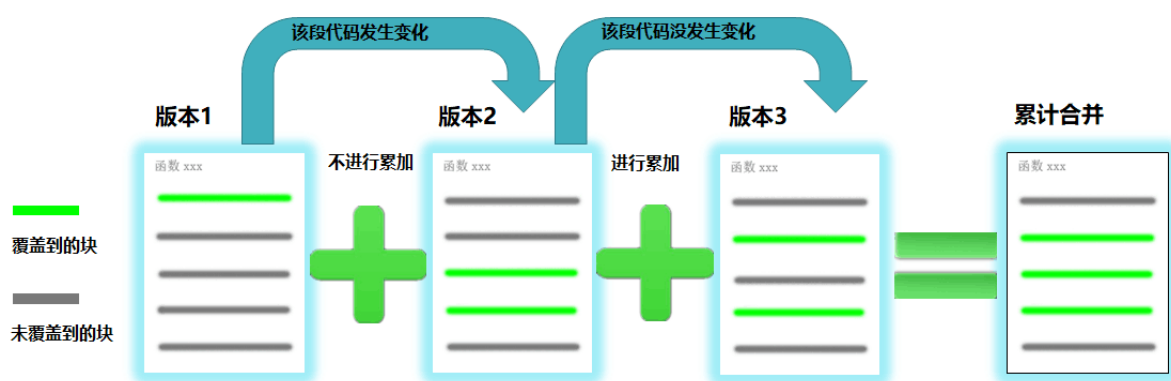 该段代码发生变化
该段代码没发生变化
版本1
版本2
版本3
累计合并
函数 xxx
不进行累加
函数 xxx
进行累加
函数 xxx
函数 xxx
覆盖到的块
未覆盖到的块